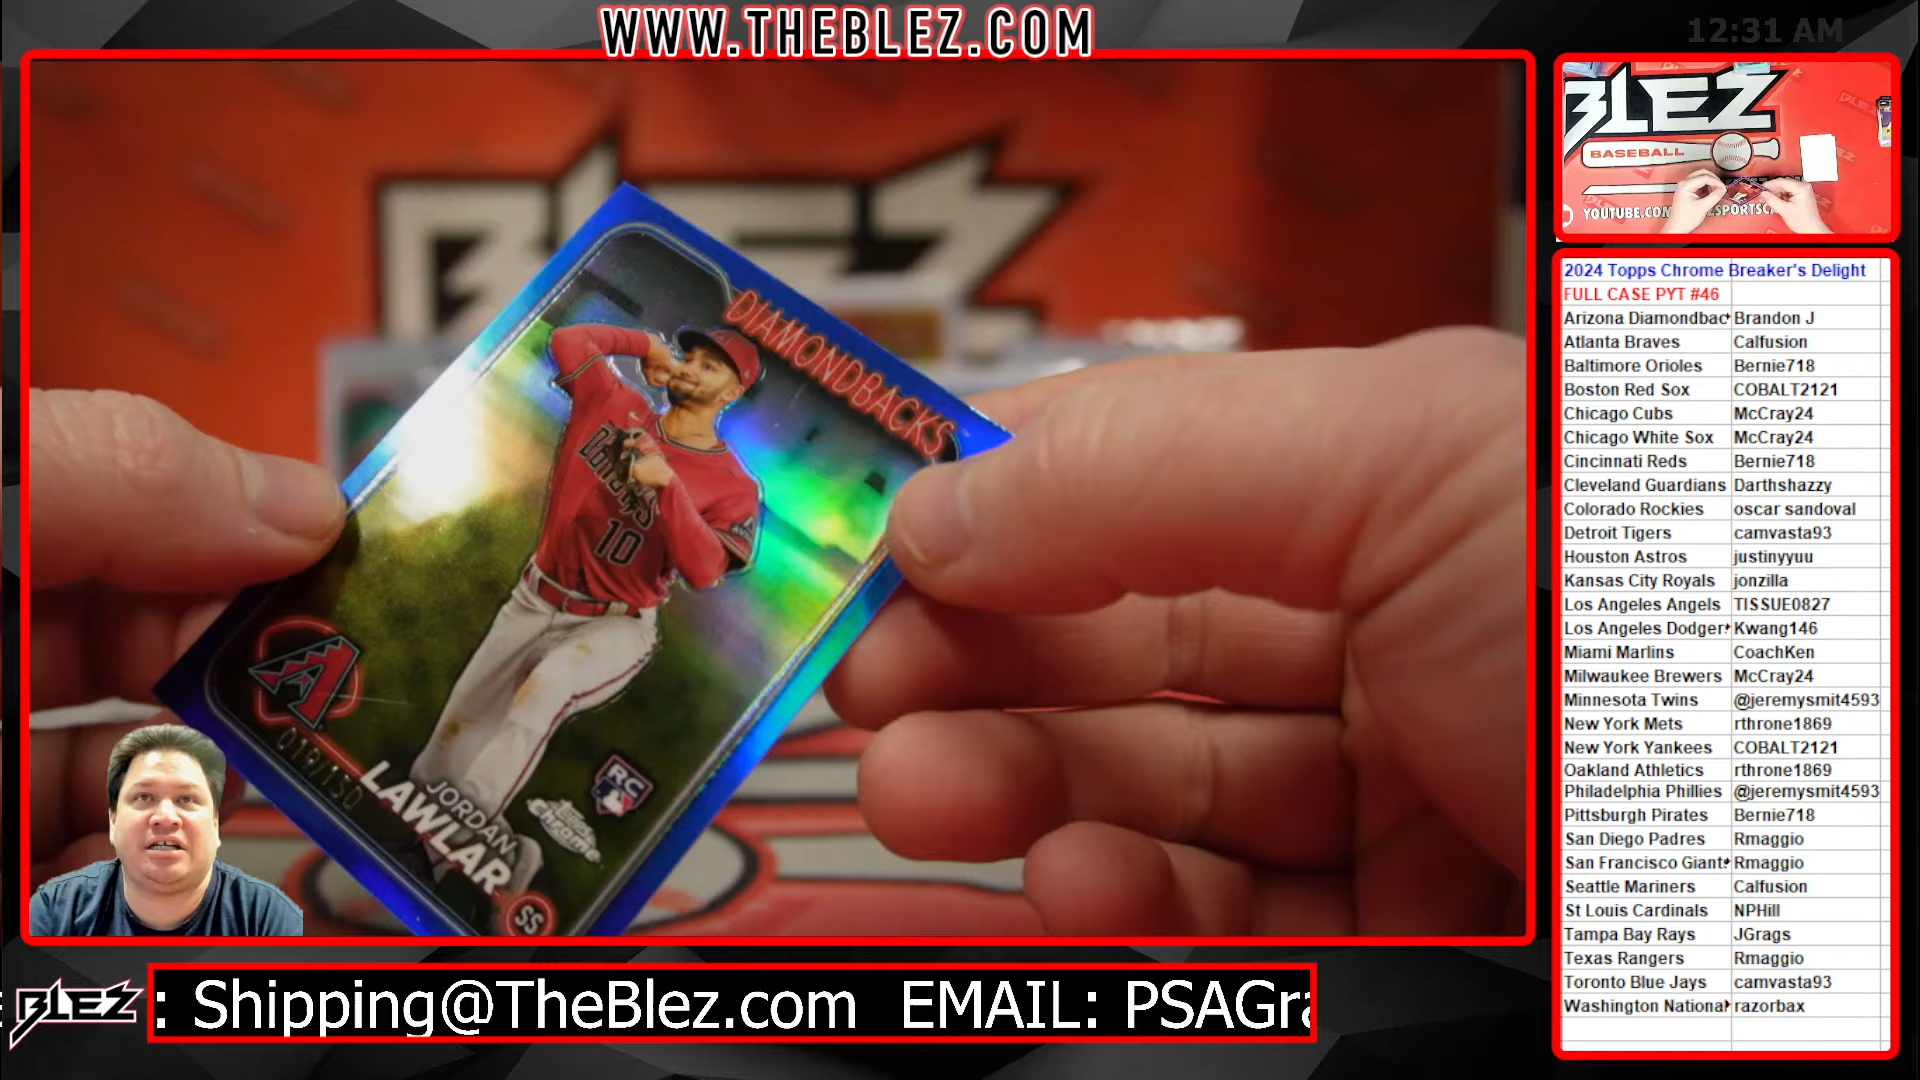 WWW.THEBLEZ.COM
12:31 AM
BLEZ
DIAMONDBACKS
Dbacks
10
A
019/150
JORDAN
LAWLAR
RC
Topps
Chrome
SS
BLEZ
BASEBALL
YOUTUBE.COM
SPORTSCA
2024 Topps Chrome Breaker's Delight
FULL CASE PYT #46
Arizona Diamondbac Brandon J
Atlanta Braves Calfusion
Baltimore Orioles Bernie718
Boston Red Sox COBALT2121
Chicago Cubs McCray24
Chicago White Sox McCray24
Cincinnati Reds Bernie718
Cleveland Guardians Darthshazzy
Colorado Rockies oscar sandoval
Detroit Tigers camvasta93
Houston Astros justinyyuu
Kansas City Royals jonzilla
Los Angeles Angels TISSUE0827
Los Angeles Dodger Kwang146
Miami Marlins CoachKen
Milwaukee Brewers McCray24
Minnesota Twins @jeremysmit4593
New York Mets rthrone1869
New York Yankees COBALT2121
Oakland Athletics rthrone1869
Philadelphia Phillies @jeremysmit4593
Pittsburgh Pirates Bernie718
San Diego Padres Rmaggio
San Francisco Giant Rmaggio
Seattle Mariners Calfusion
St Louis Cardinals NPHill
Tampa Bay Rays JGrags
Texas Rangers Rmaggio
Toronto Blue Jays camvasta93
Washington National razorbax
BLEZ : Shipping@TheBlez.com EMAIL: PSAGra